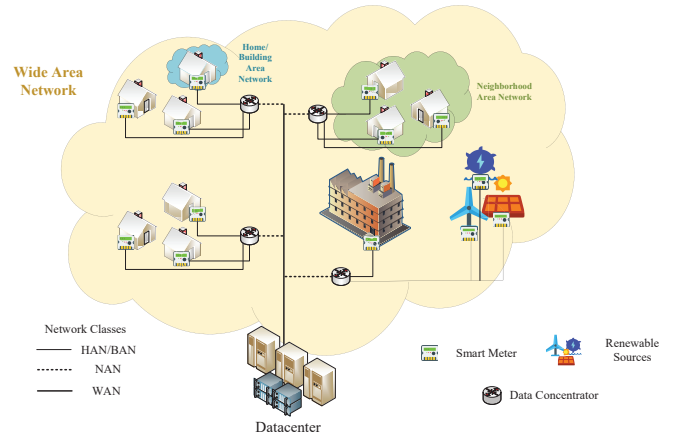 Home/
Building
Area
Network
Wide Area
Network
Neighborhood
Area Network
Network Classes
HAN/BAN
NAN
WAN
Smart Meter
Renewable
Sources
Data Concentrator
Datacenter